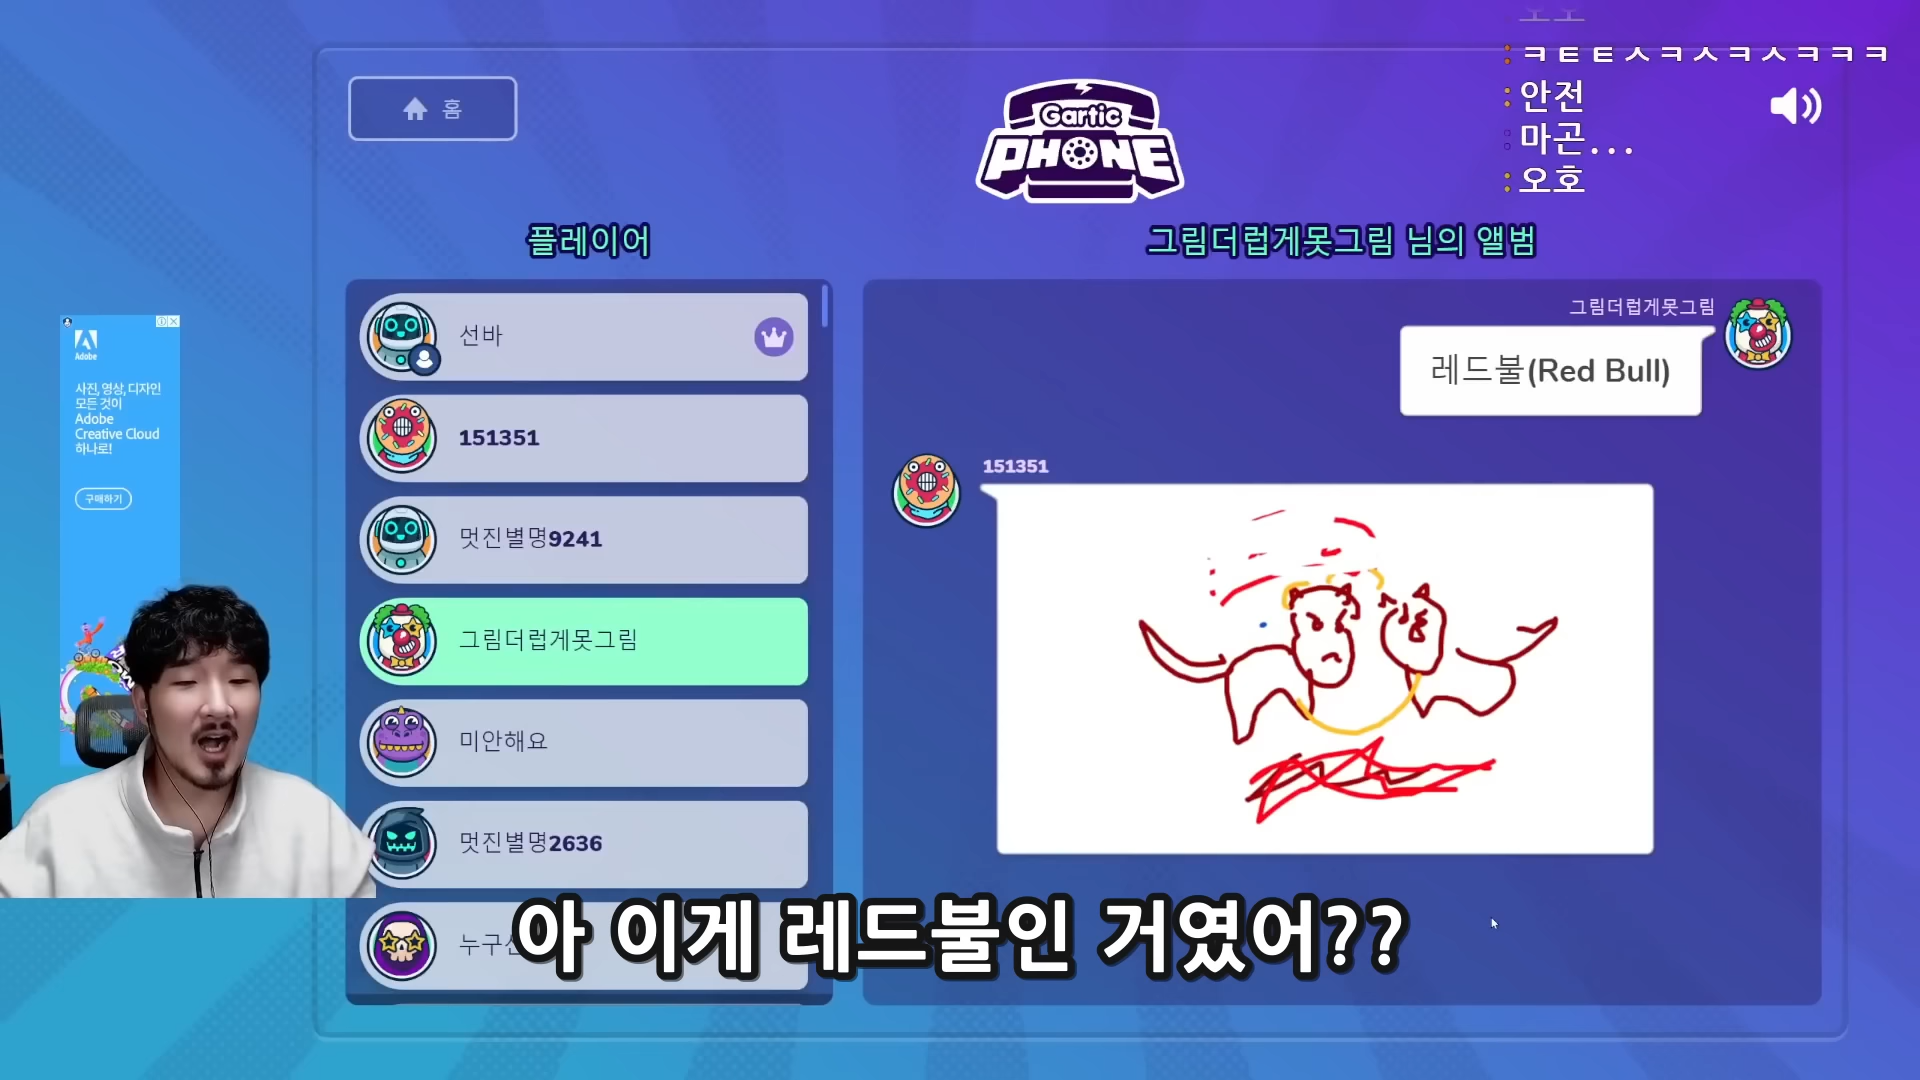 ㅋㅌㅌㅅㅋㅅㅋㅅㅋㅋㅋ
안전
마곤...
오호
홈
Gartic
PHONE
플레이어
그림더럽게못그림 님의 앨범
선바
151351
멋진별명9241
그림더럽게못그림
미안해요
멋진별명2636
누구
그림더럽게못그림
레드불(Red Bull)
151351
Adobe
사진, 영상, 디자인
모든 것이
Adobe
Creative Cloud
하나로!
구매하기
아 이게 레드불인 거였어??